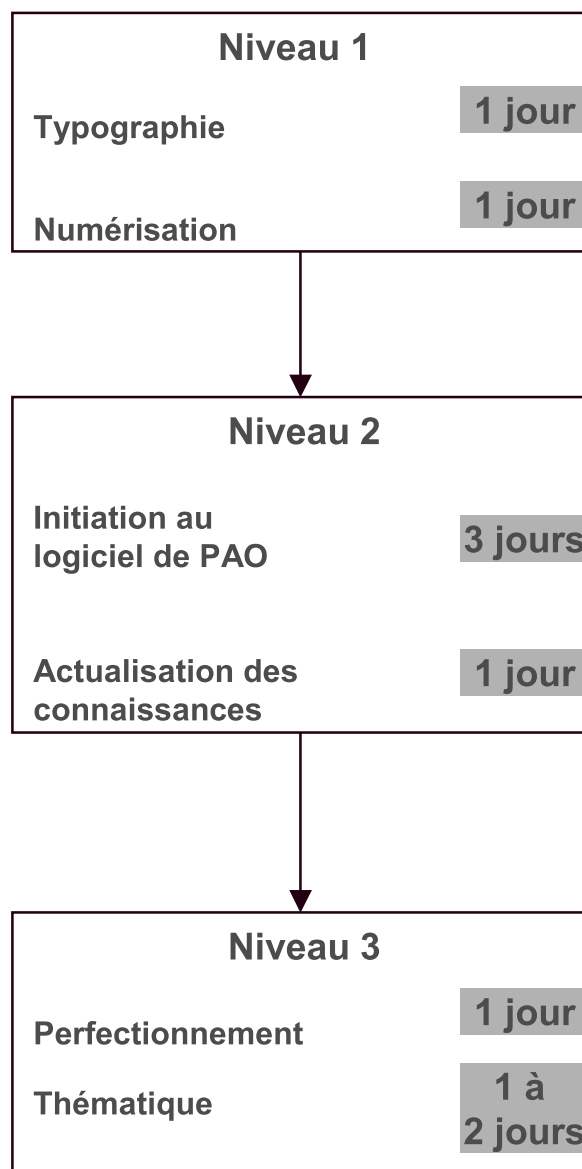 Niveau 1
Typographie 1 jour
Numérisation 1 jour
Niveau 2
Initiation au
logiciel de PAO 3 jours
Actualisation des
connaissances 1 jour
Niveau 3
Perfectionnement 1 jour
Thématique 1 à
2 jours